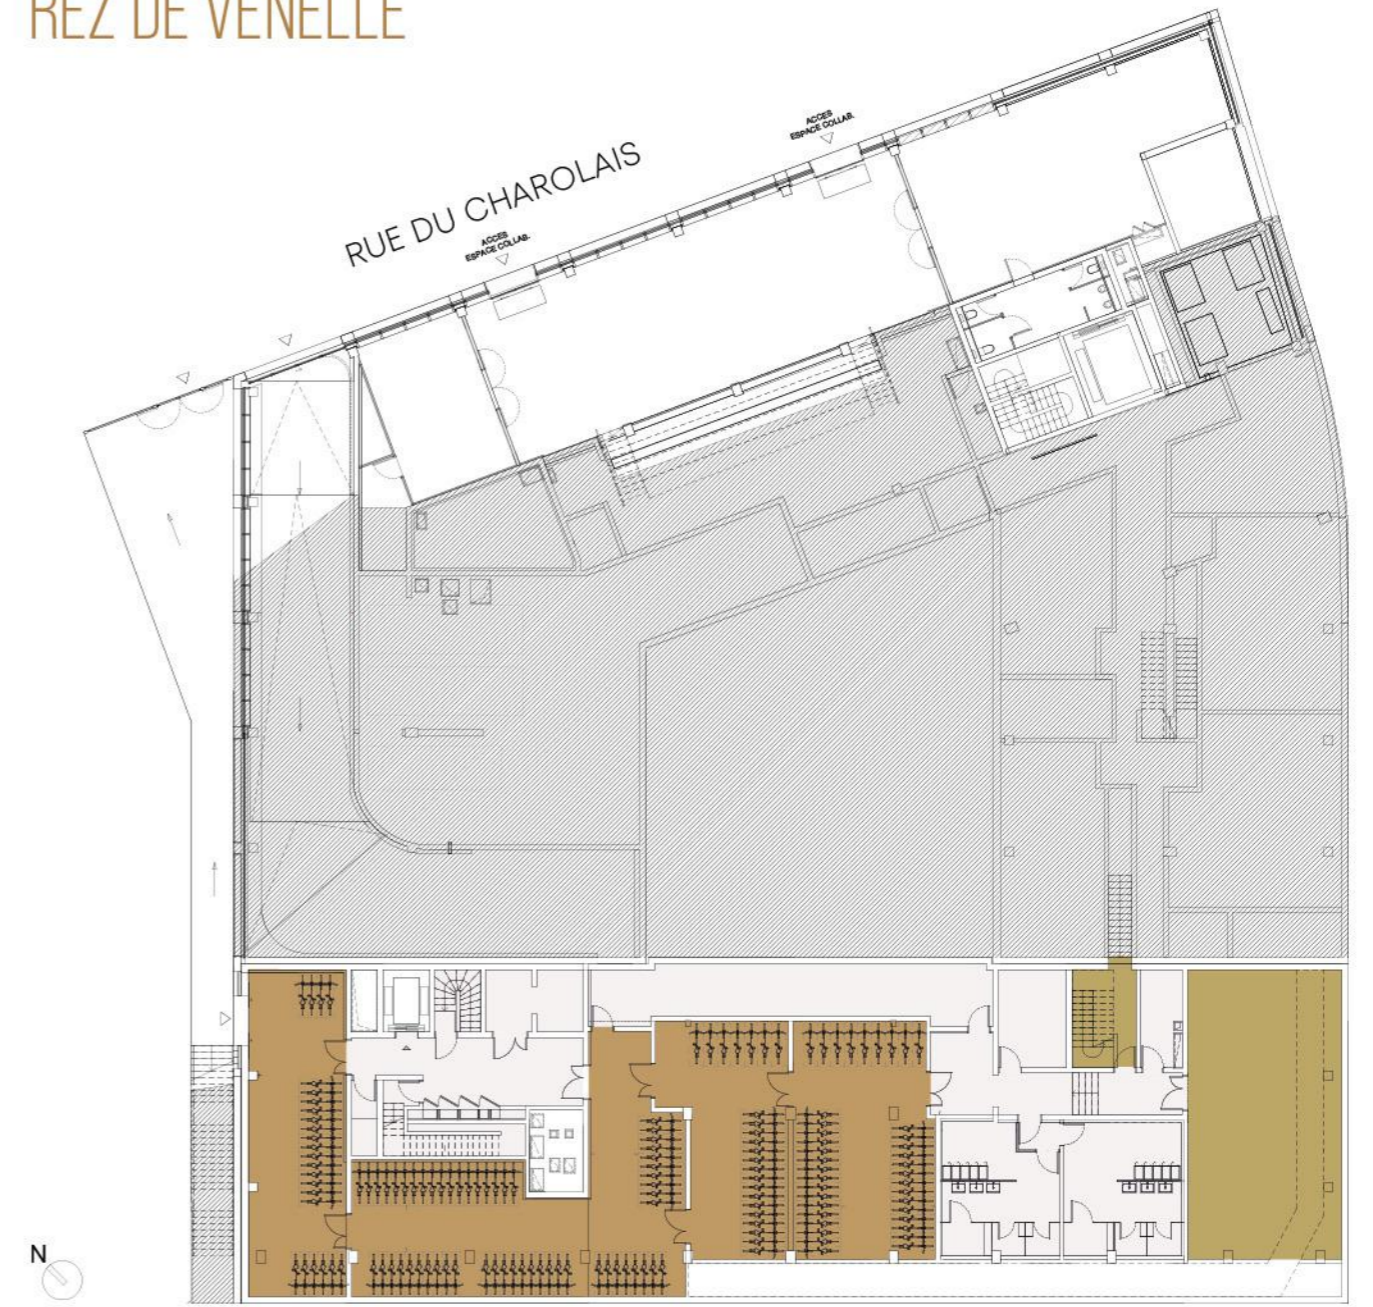 REZ DE VENELLE
ACCES
ESPACE COLLAB.
RUE DU CHAROLAIS
ACCES
ESPACE COLLAB.
N